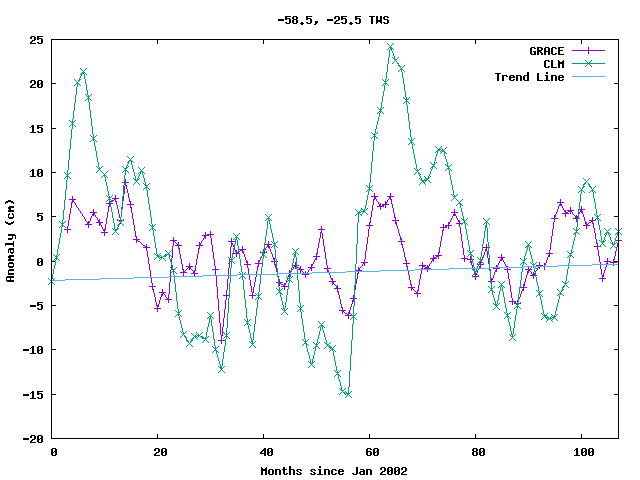 -58.5, -25.5 TWS
GRACE
CLM
Trend Line
25
20
15
10
5
0
-5
-10
-15
-20
Anomaly (cm)
0 20 40 60 80 100
Months since Jan 2002